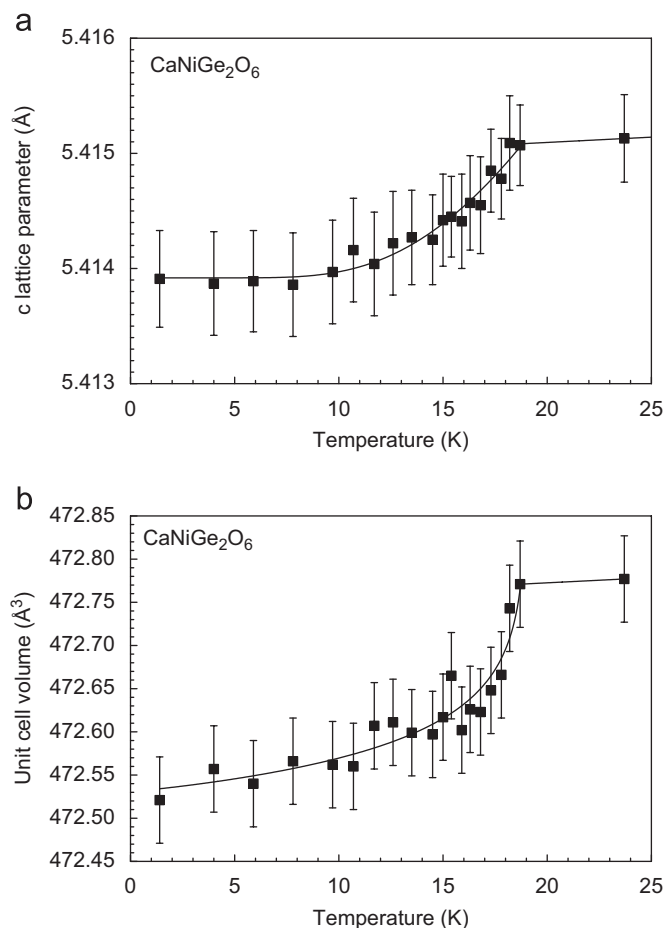 a
5.416
CaNiGe₂O₆
5.415
5.414
5.413
c lattice parameter (Å)
0 5 10 15 20 25
Temperature (K)
b
472.85
CaNiGe₂O₆
472.80
472.75
472.70
472.65
472.60
472.55
472.50
472.45
Unit cell volume (Å³)
0 5 10 15 20 25
Temperature (K)